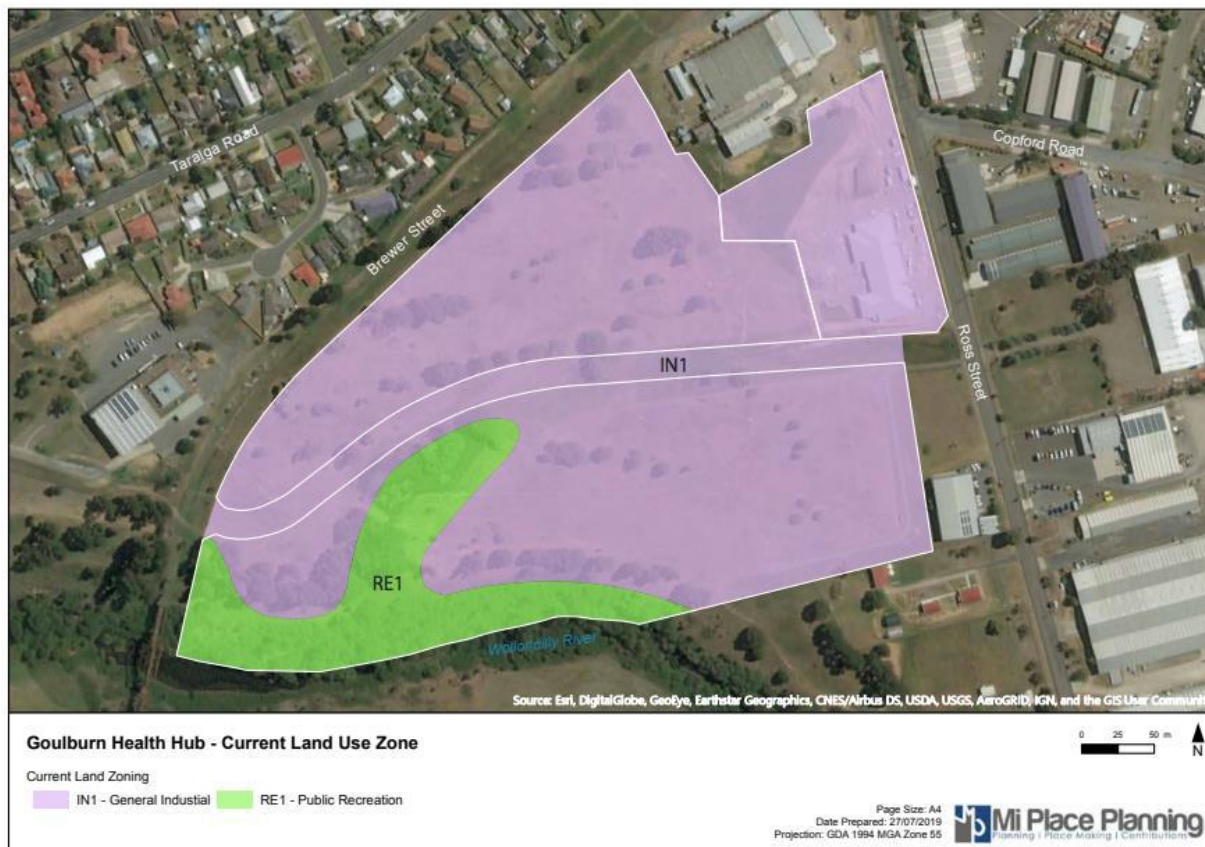 Taralga Road
Brewer Street
Copford Road
Ross Street
IN1
RE1
Wollondilly River
Source: Esri, DigitalGlobe, GeoEye, Earthstar Geographics, CNES/Airbus DS, USDA, USGS, AeroGRID, IGN, and the GIS User Communit
Goulburn Health Hub - Current Land Use Zone
0 25 50 m
N
Current Land Zoning
IN1 - General Industial RE1 - Public Recreation
Page Size: A4
Date Prepared: 27/07/2019
Projection: GDA 1994 MGA Zone 55
Mi Place Planning
Planning | Place Making | Contributions